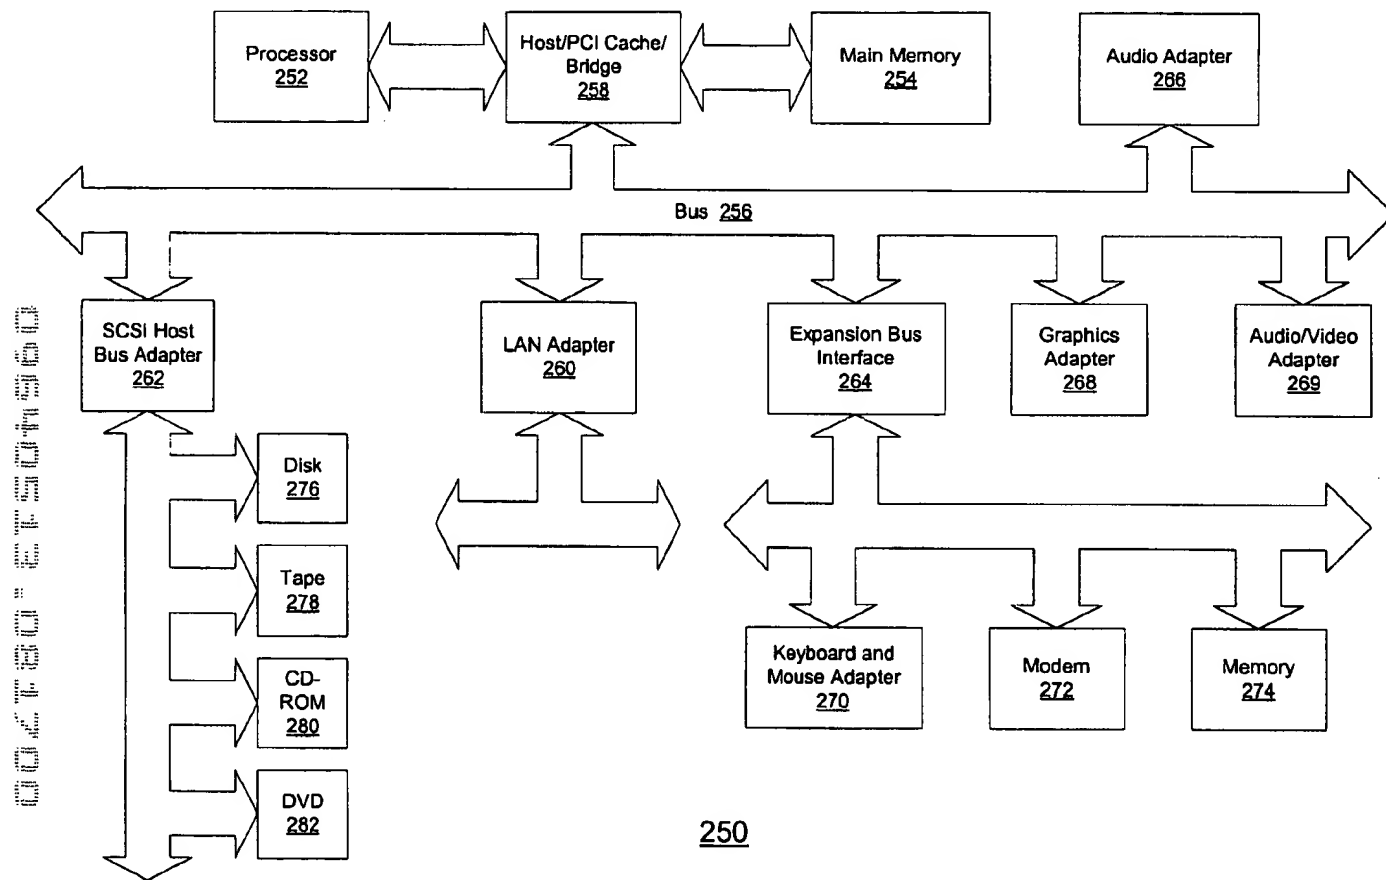 Processor
252
Host/PCI Cache/
Bridge
258
Main Memory
254
Audio Adapter
266
Bus 256
SCSI Host
Bus Adapter
262
LAN Adapter
260
Expansion Bus
Interface
264
Graphics
Adapter
268
Audio/Video
Adapter
269
Disk
276
Tape
278
CD-
ROM
280
DVD
282
Keyboard and
Mouse Adapter
270
Modem
272
Memory
274
250